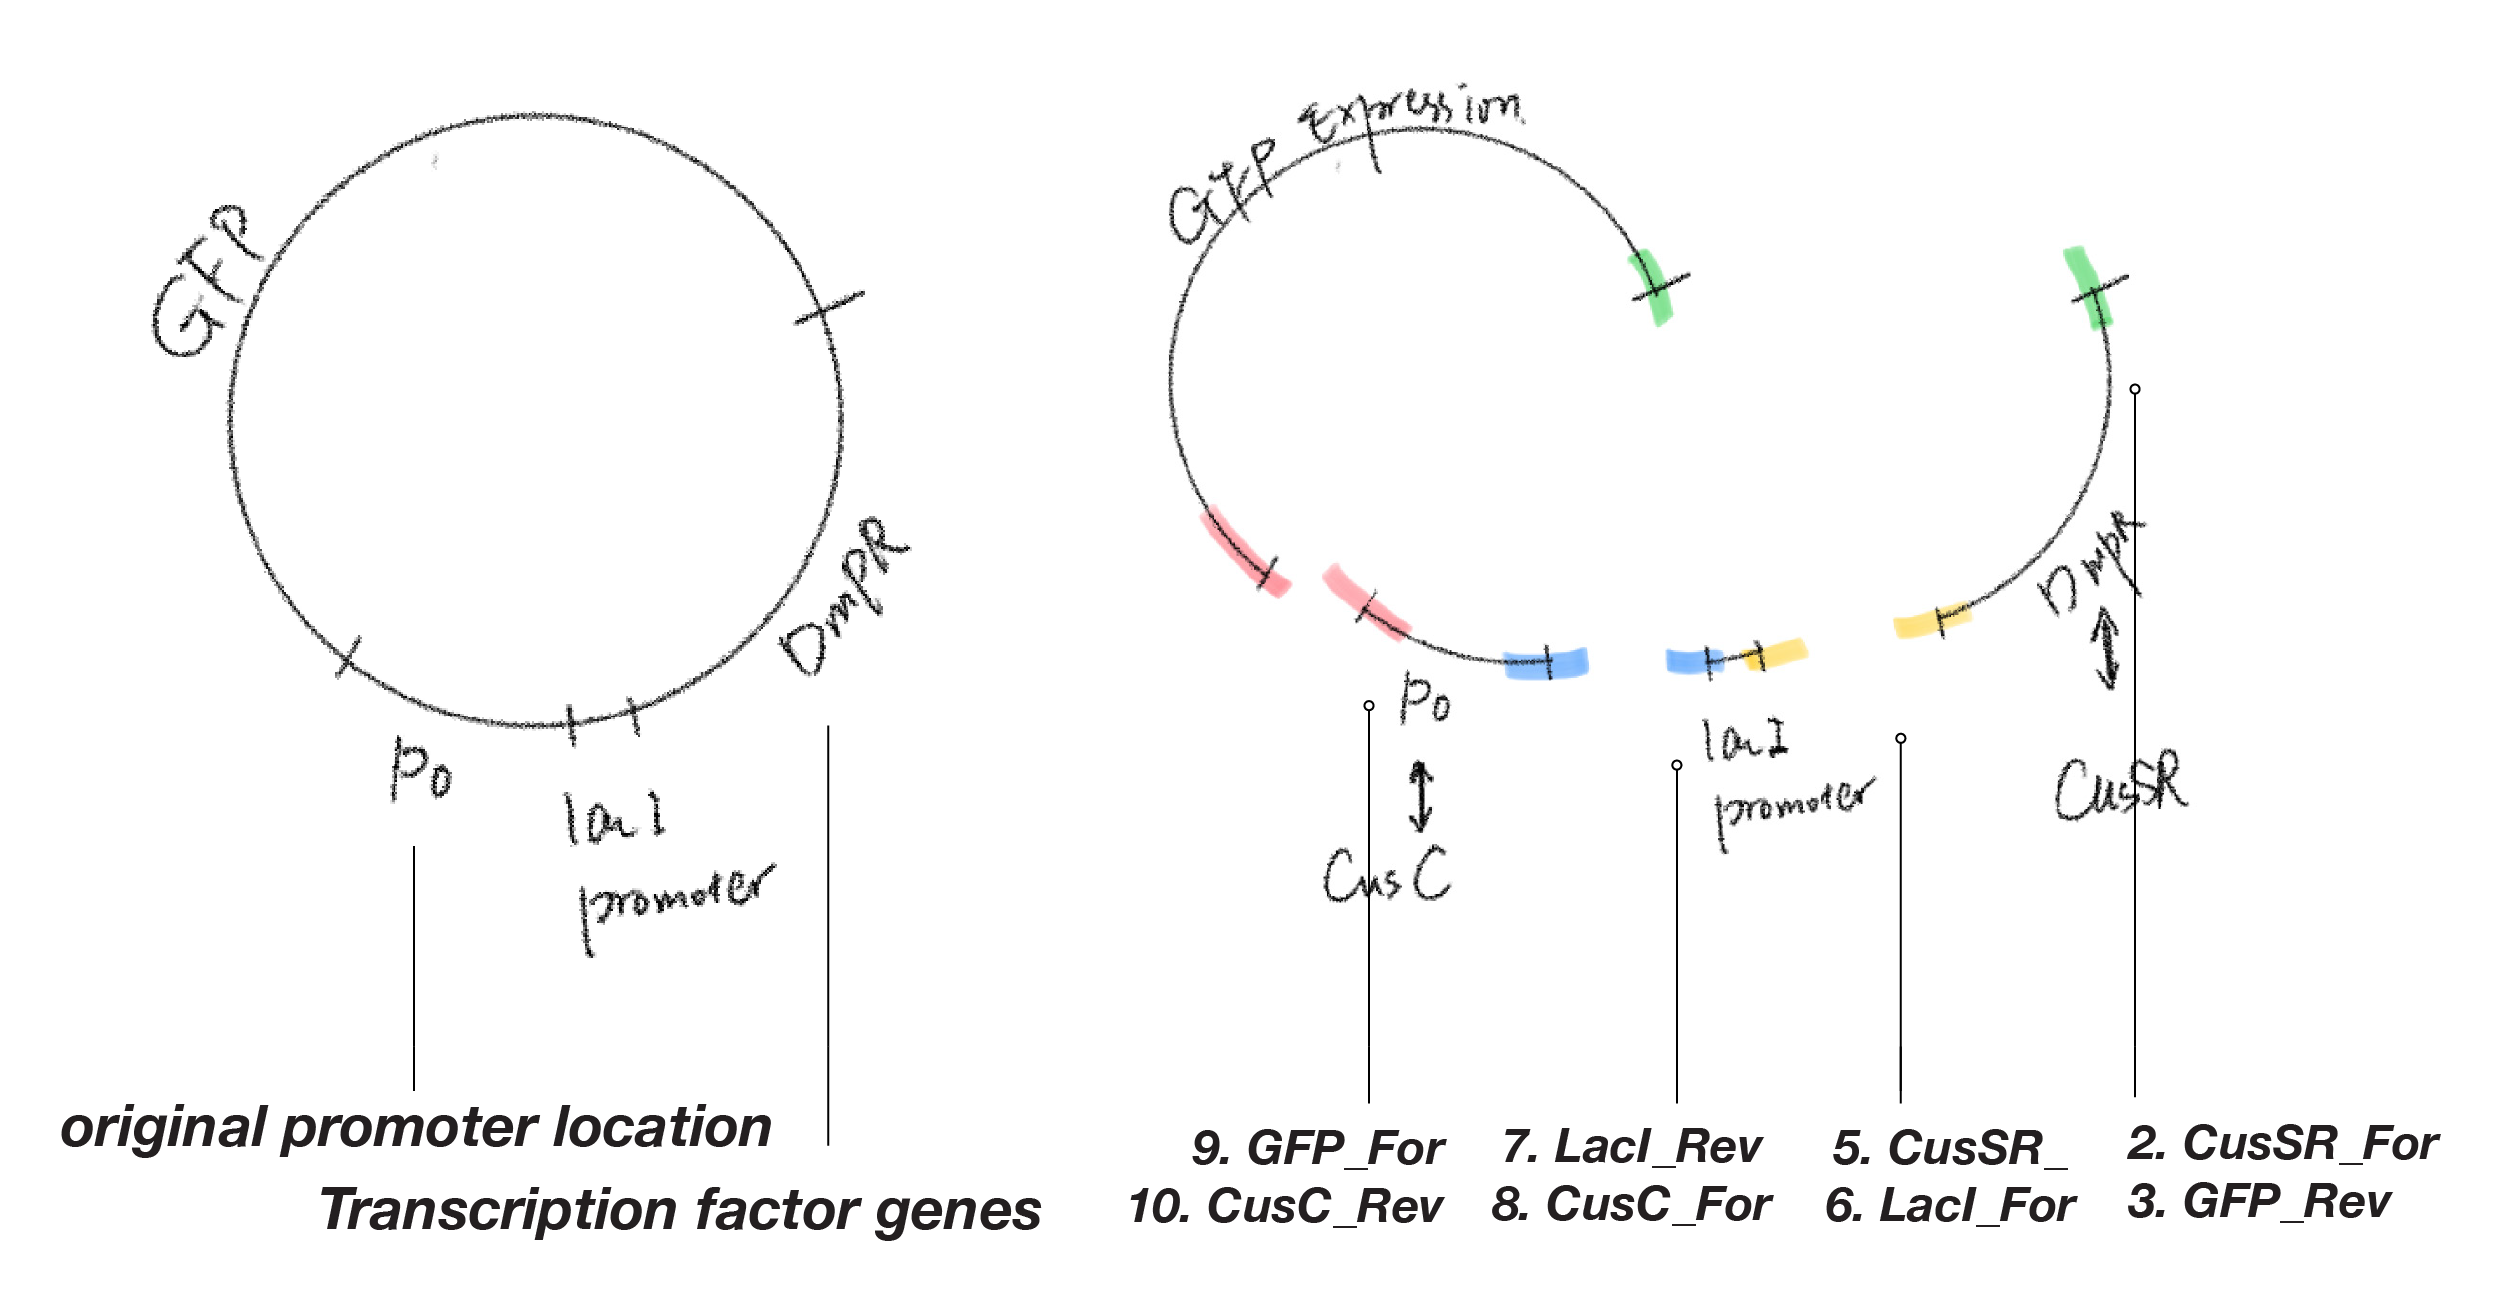 GFP
Po
lacI
promoter
DmpR
original promoter location
Transcription factor genes
GFP Expression
Po
CusC
lacI
promoter
DmpR
CusSR
9. GFP_For
10. CusC_Rev
7. LacI_Rev
8. CusC_For
5. CusSR_
6. LacI_For
2. CusSR_For
3. GFP_Rev